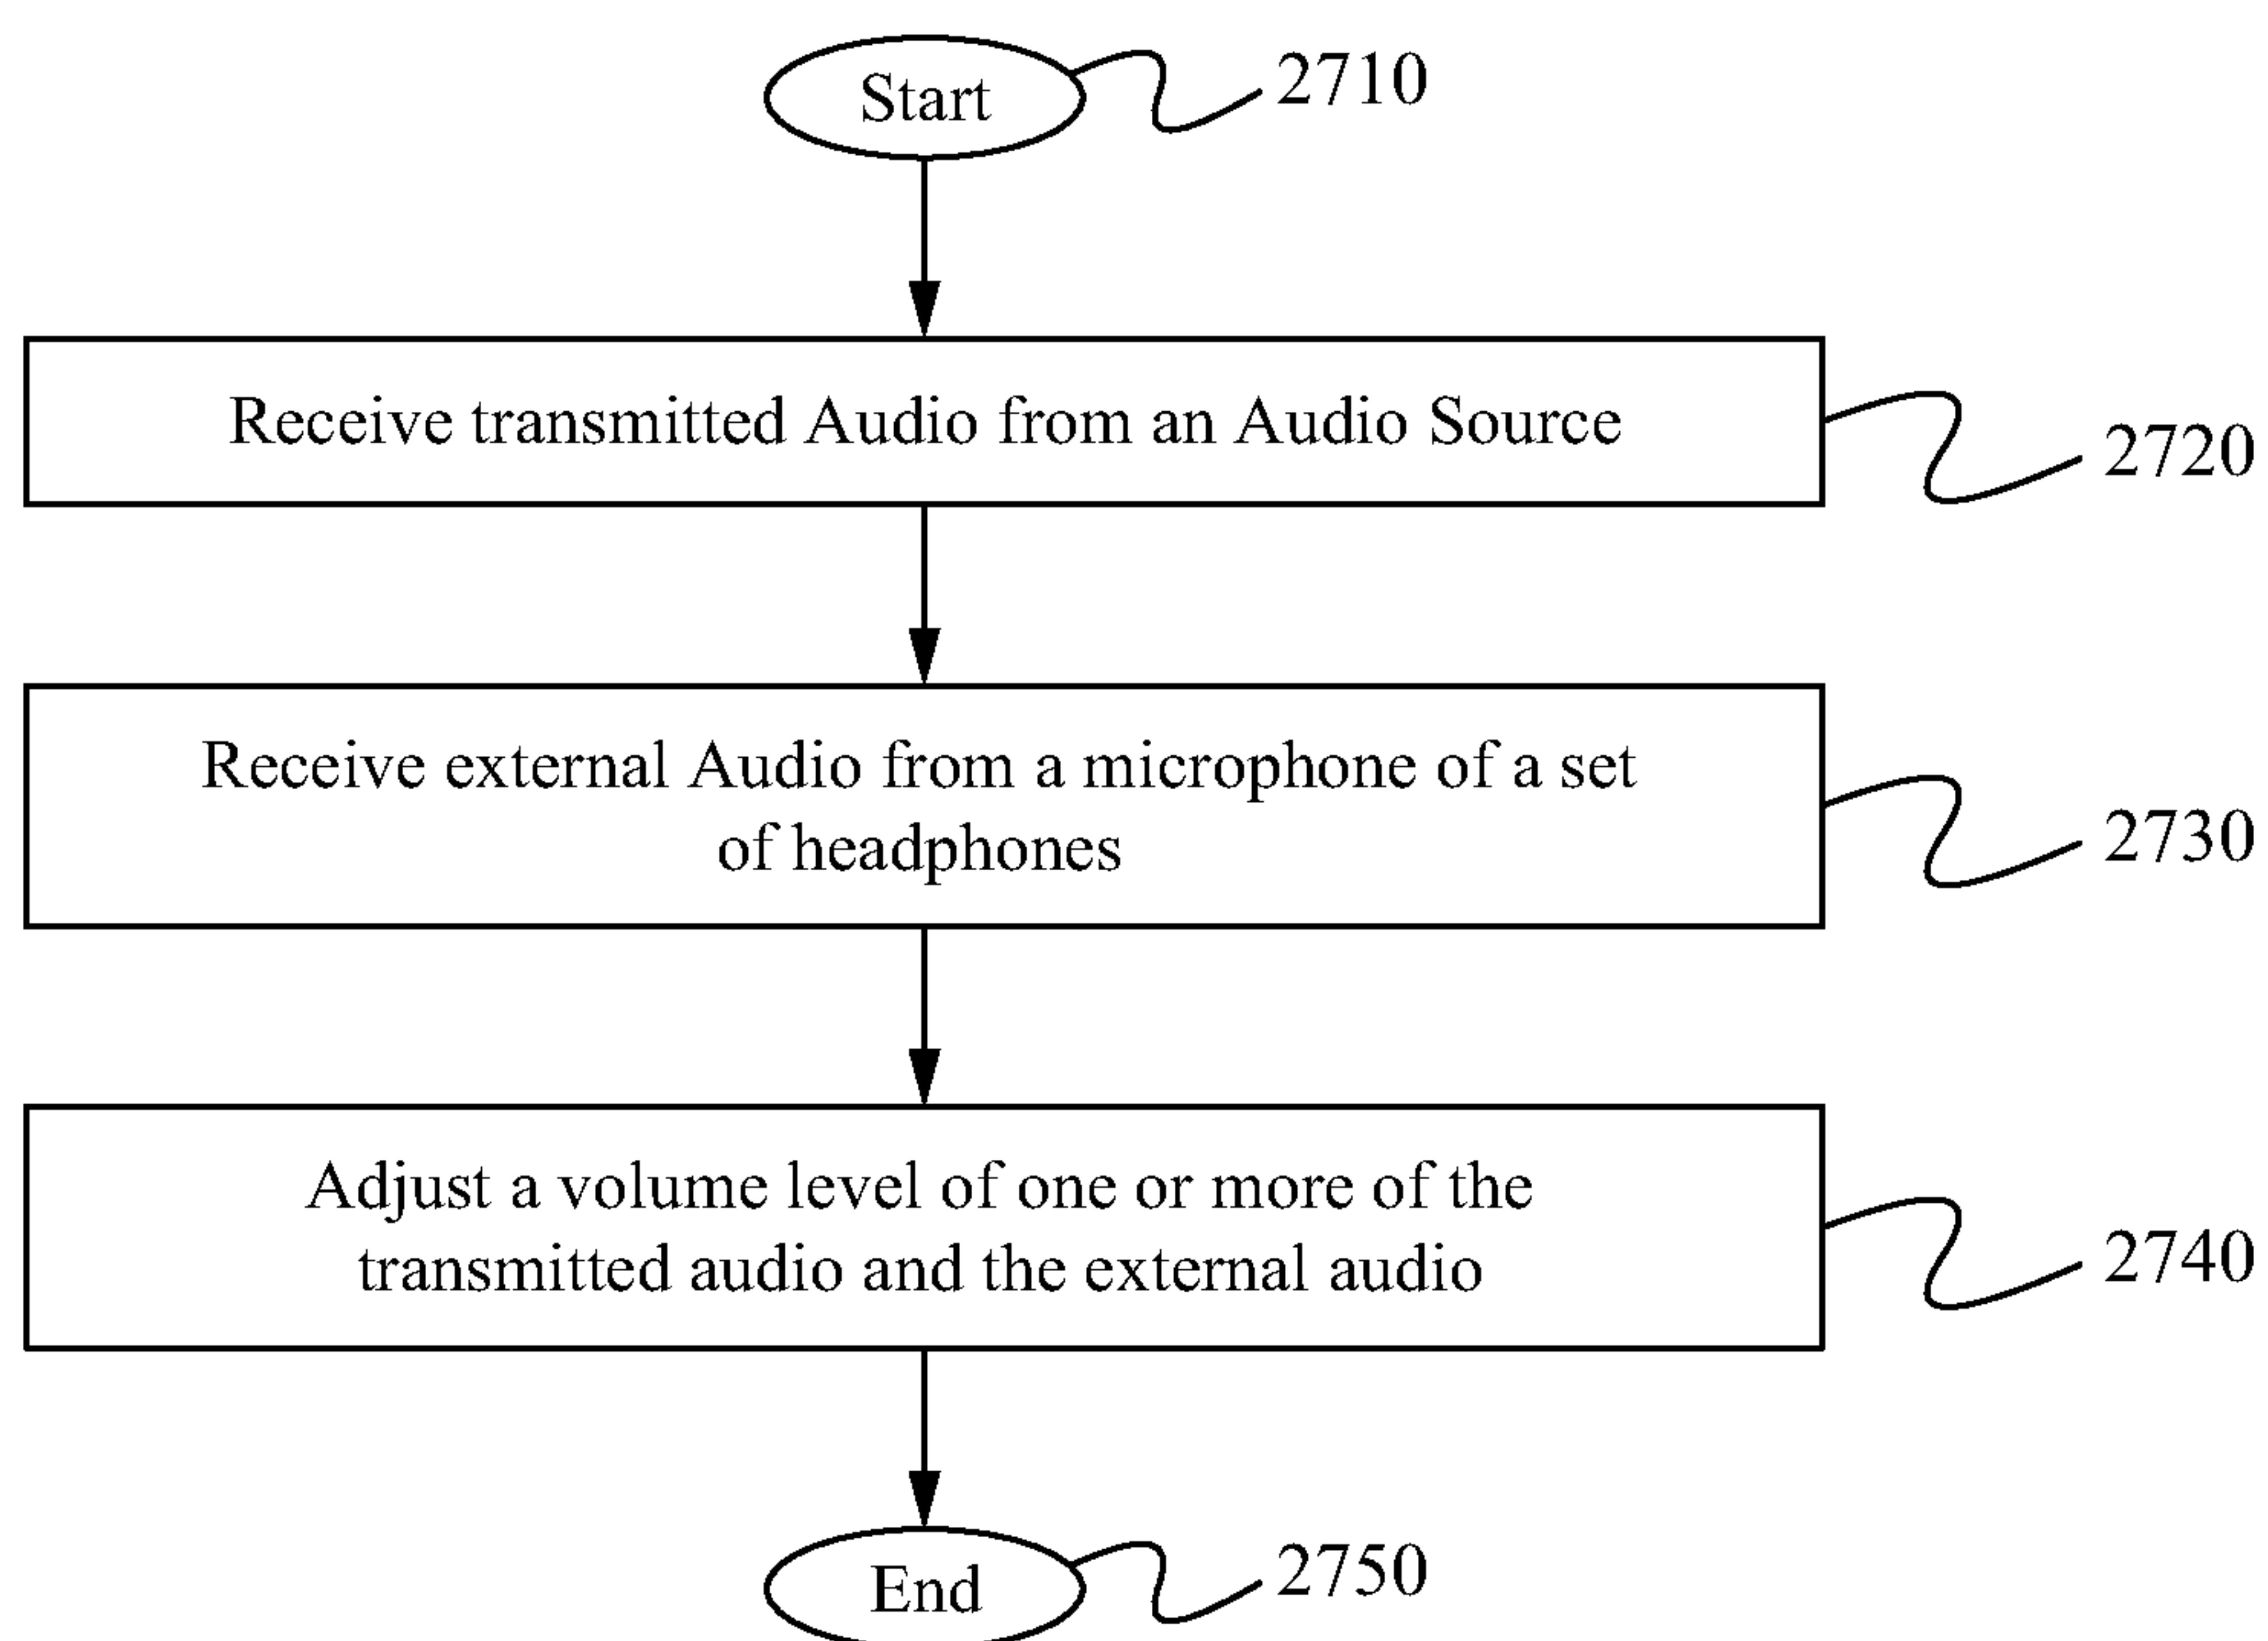 Start
2710
Receive transmitted Audio from an Audio Source
2720
Receive external Audio from a microphone of a set
of headphones
2730
Adjust a volume level of one or more of the
transmitted audio and the external audio
2740
End
2750